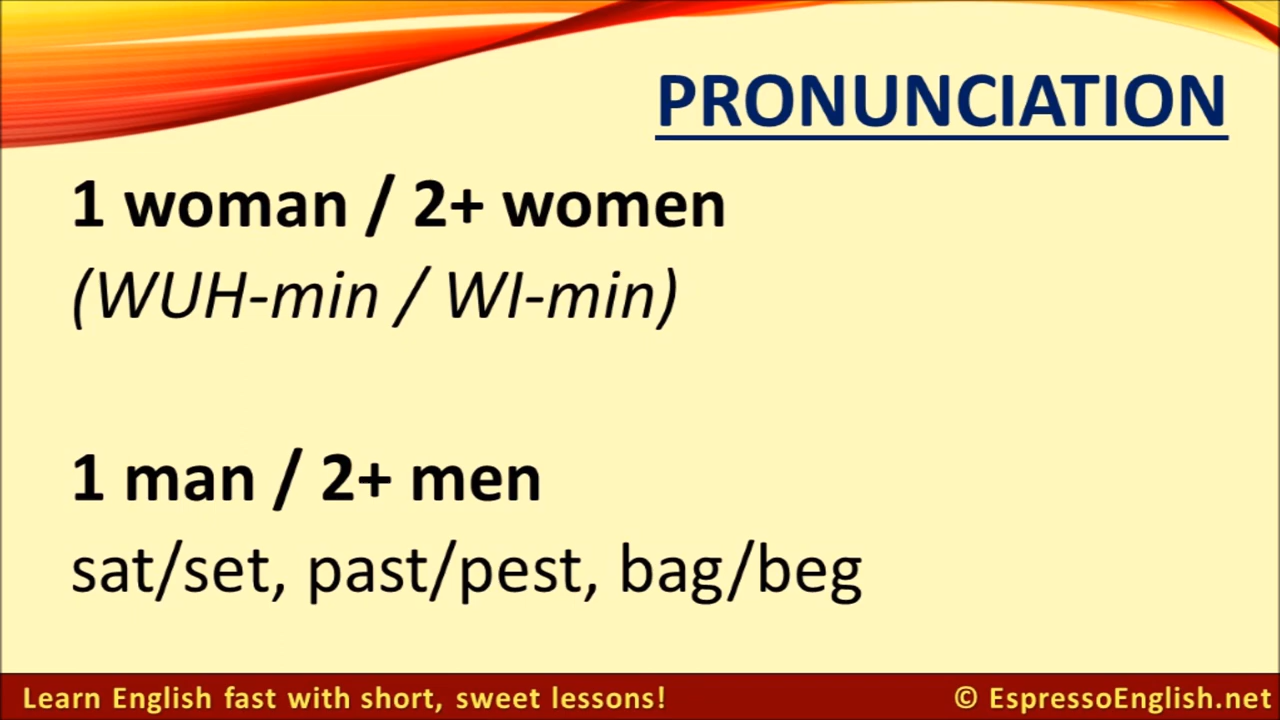 PRONUNCIATION
1 woman / 2+ women
(WUH-min / WI-min)
1 man / 2+ men
sat/set, past/pest, bag/beg
Learn English fast with short, sweet lessons!
© EspressoEnglish.net